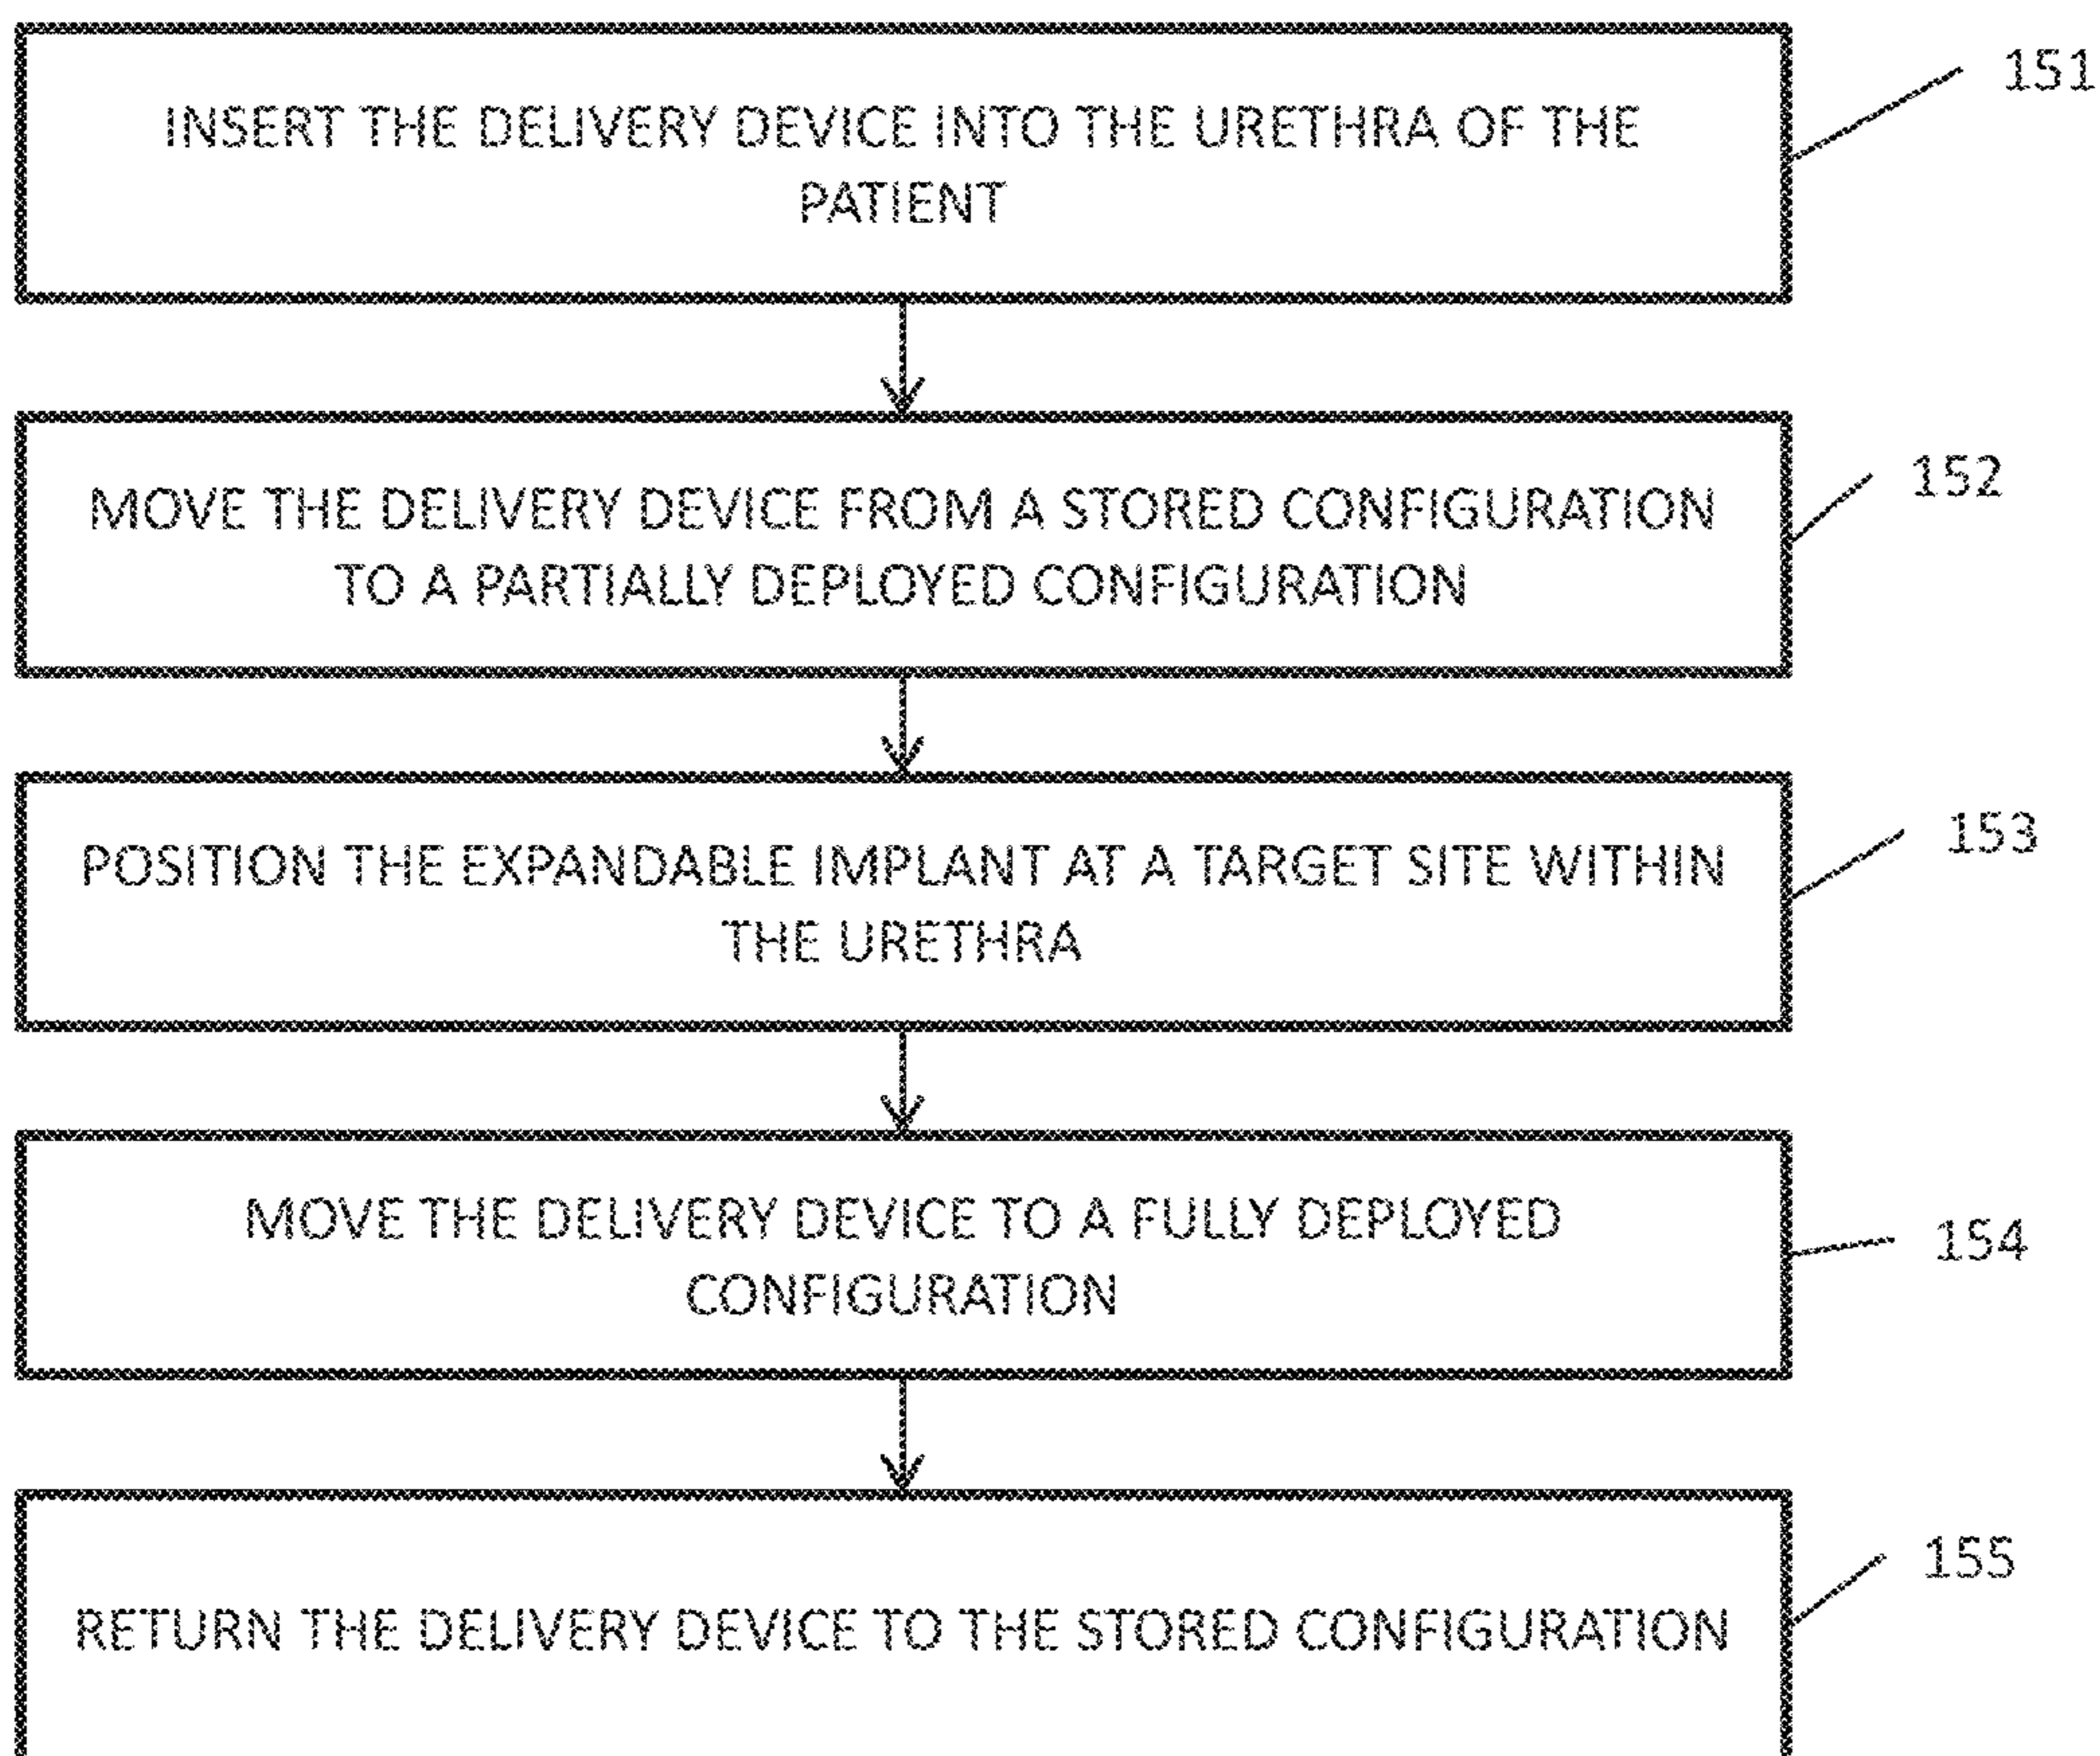 INSERT THE DELIVERY DEVICE INTO THE URETHRA OF THE
PATIENT
151
MOVE THE DELIVERY DEVICE FROM A STORED CONFIGURATION
TO A PARTIALLY DEPLOYED CONFIGURATION
152
POSITION THE EXPANDABLE IMPLANT AT A TARGET SITE WITHIN
THE URETHRA
153
MOVE THE DELIVERY DEVICE TO A FULLY DEPLOYED
CONFIGURATION
154
RETURN THE DELIVERY DEVICE TO THE STORED CONFIGURATION
155